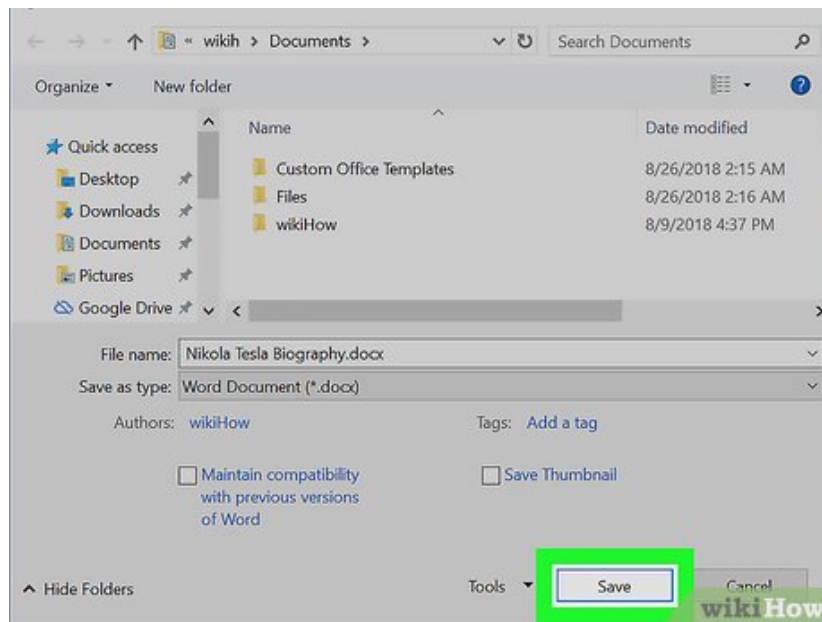 « wikih > Documents >
Search Documents
Organize
New folder
Name
Date modified
Quick access
Desktop
Downloads
Documents
Pictures
Google Drive
Custom Office Templates
8/26/2018 2:15 AM
Files
8/26/2018 2:16 AM
wikiHow
8/9/2018 4:37 PM
File name: Nikola Tesla Biography.docx
Save as type: Word Document (*.docx)
Authors: wikiHow
Tags: Add a tag
Maintain compatibility
with previous versions
of Word
Save Thumbnail
Hide Folders
Tools
Save
Cancel
wikiHow